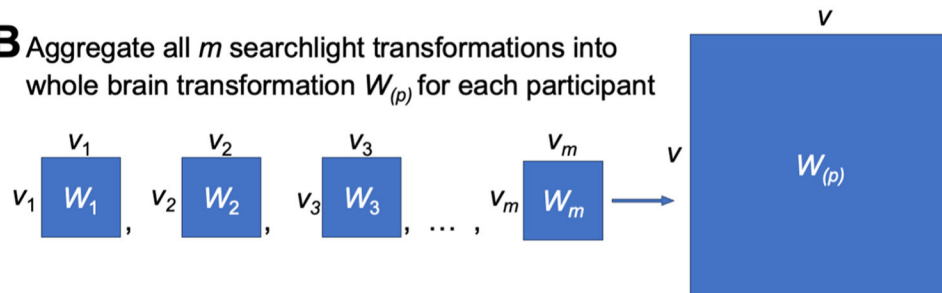 B Aggregate all m searchlight transformations into
whole brain transformation W(p) for each participant
v
v1 v2 v3 vm
v1 W1 , v2 W2 , v3 W3 , ... , vm Wm v W(p)